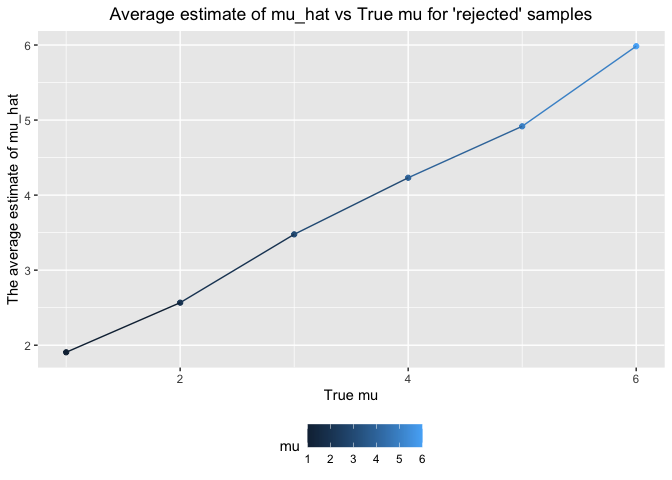 Average estimate of mu_hat vs True mu for 'rejected' samples
The average estimate of mu_hat
6
5
4
3
2
2 4 6
True mu
mu
1 2 3 4 5 6